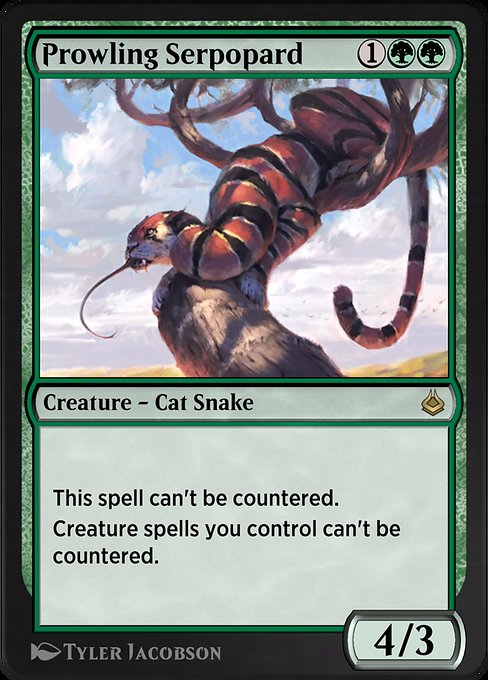 Prowling Serpopard 1
Creature – Cat Snake
This spell can't be countered.
Creature spells you control can't be
countered.
4/3
Tyler Jacobson